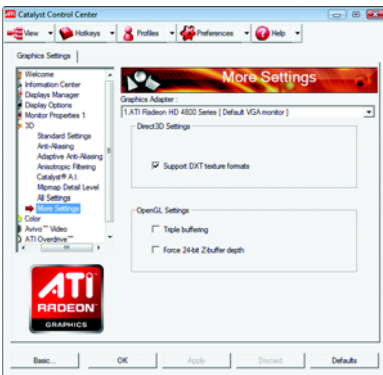 Catalyst Control Center
View Hotkeys Profiles Preferences Help
Graphics Settings
Welcome
Information Center
Displays Manager
Display Options
Monitor Properties 1
3D
Standard Settings
Anti-Aliasing
Adaptive Anti-Aliasing
Anisotropic Filtering
Catalyst® A.I.
Mipmap Detail Level
All Settings
More Settings
Color
Avivo™ Video
ATI Overdrive™
ATI
RADEON
GRAPHICS
More Settings
Graphics Adapter :
1.ATI Radeon HD 4800 Series [ Default VGA monitor ]
Direct3D Settings
Support DXT texture formats
OpenGL Settings
Triple buffering
Force 24-bit Z-buffer depth
Basic... OK Apply Discard Defaults